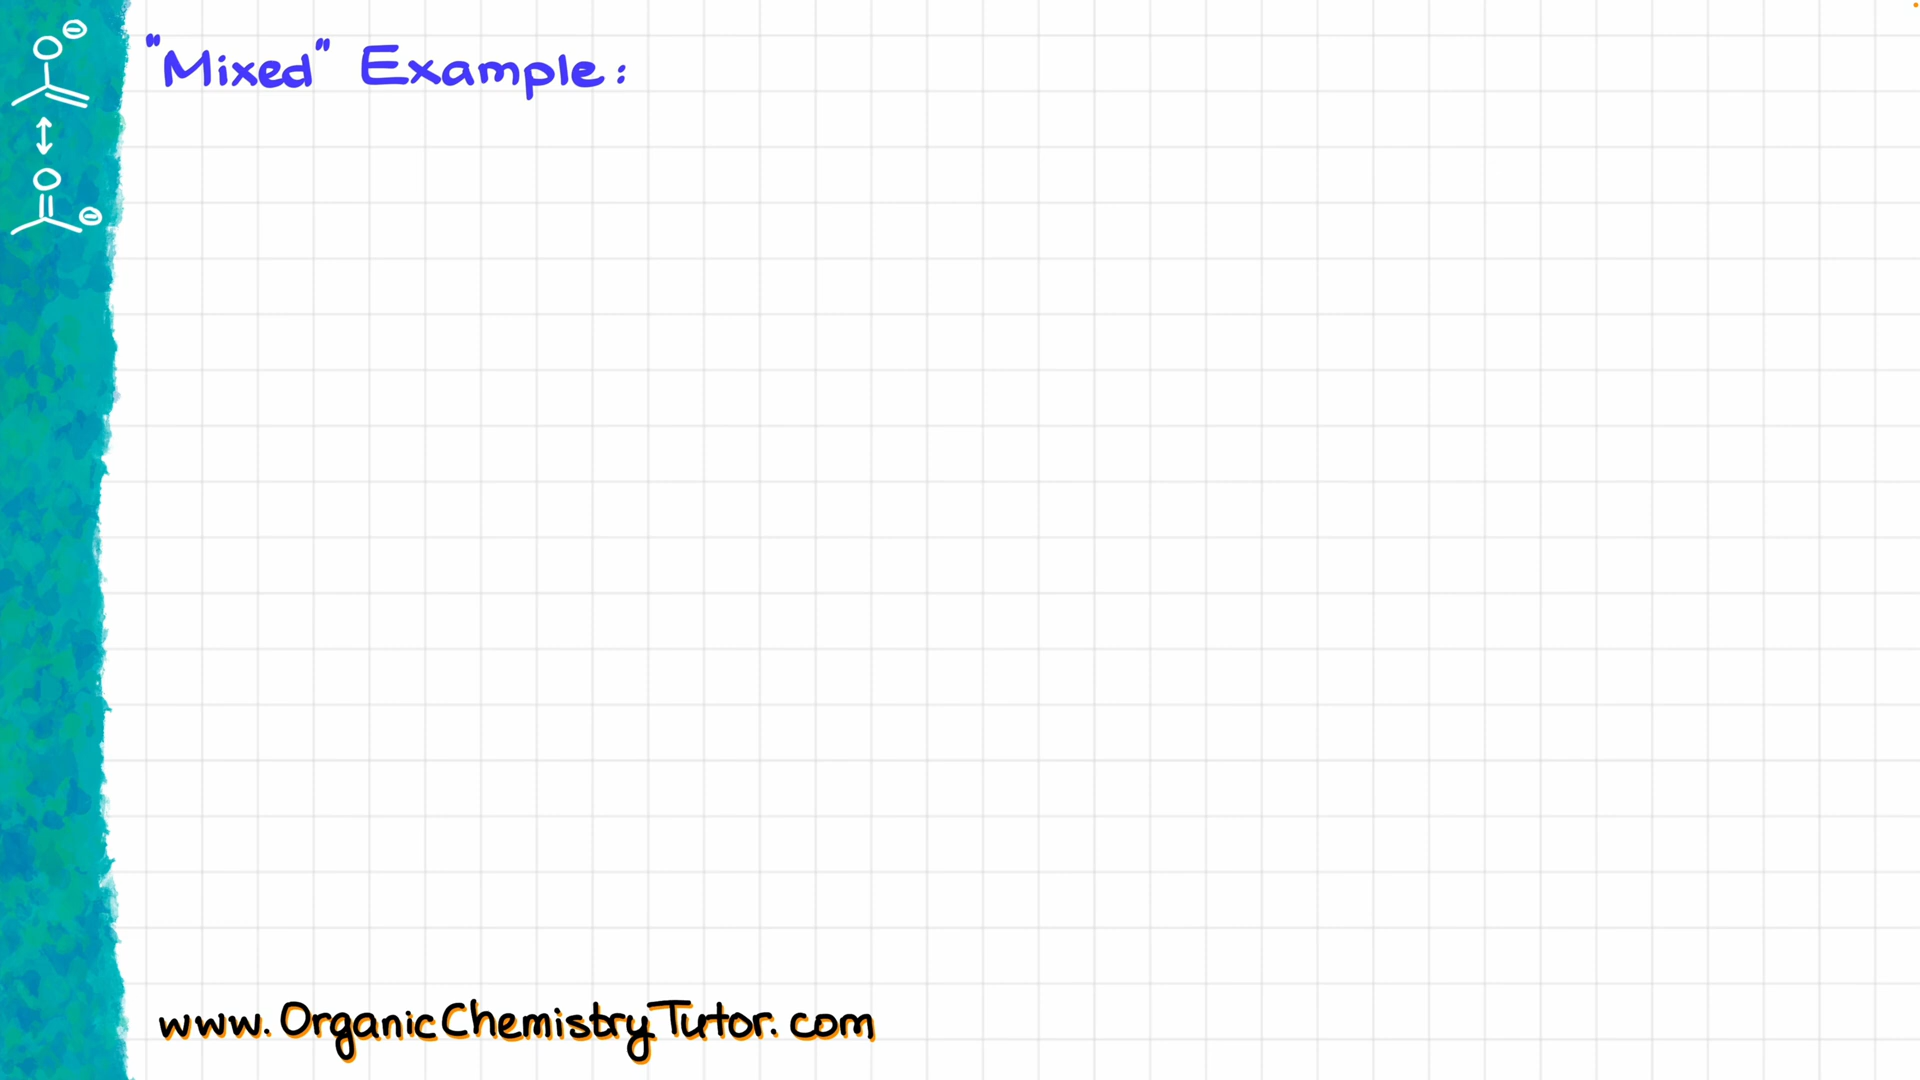 "Mixed" Example:
O⊖
↔
O
⊖
www.OrganicChemistryTutor.com